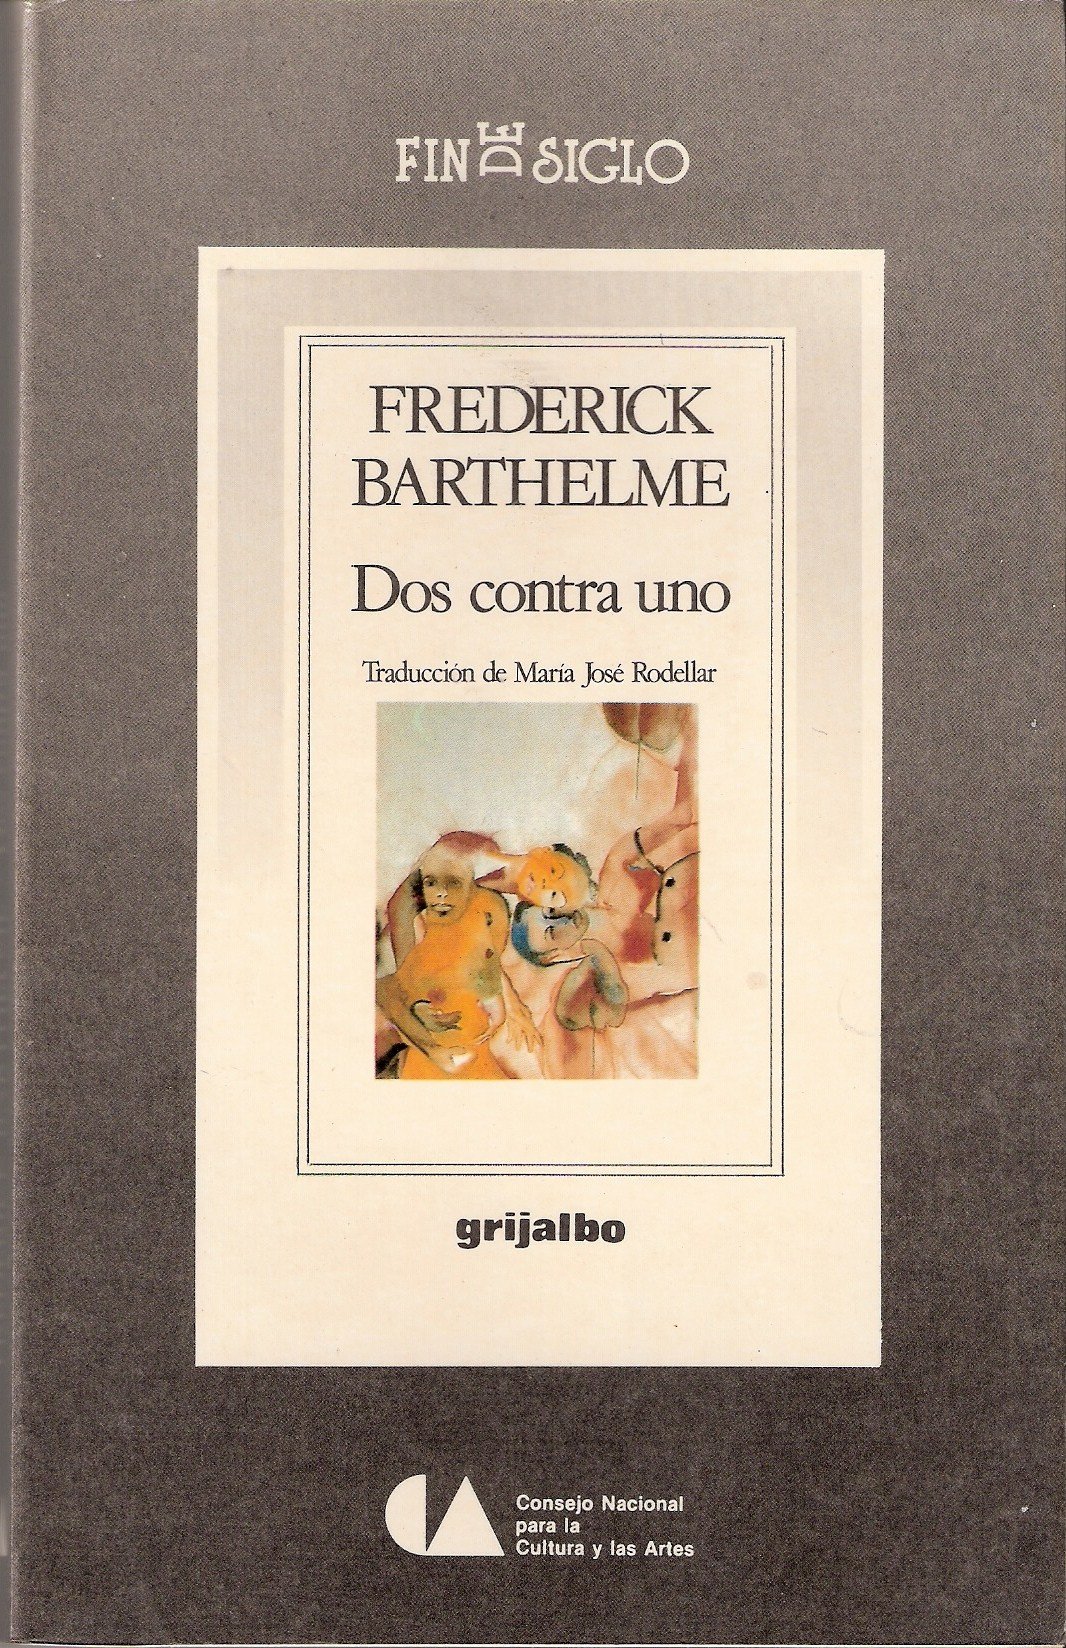 FIN DE SIGLO
FREDERICK
BARTHELME
Dos contra uno
Traducción de María José Rodellar
grijalbo
Consejo Nacional
para la
Cultura y las Artes